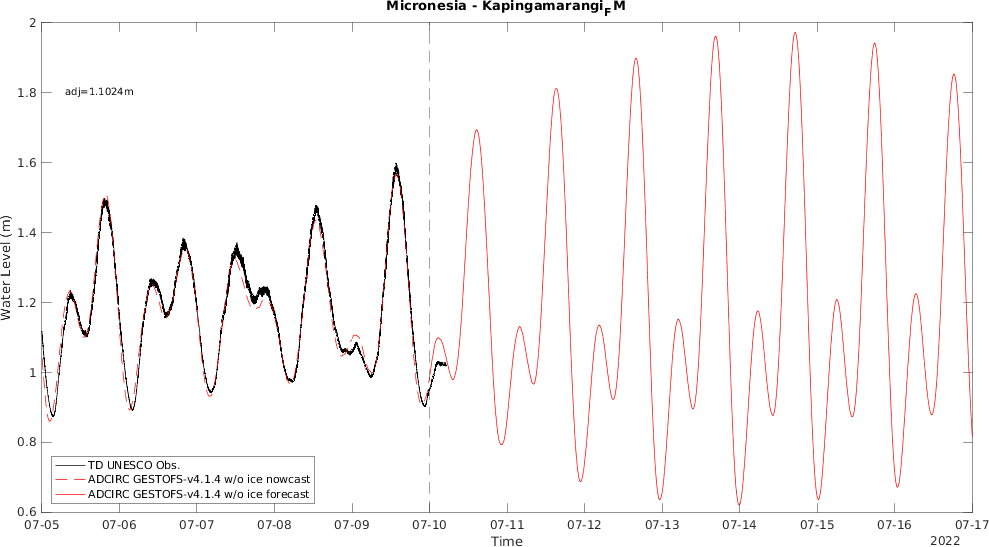 Micronesia - Kapingamarangi_FM
2
1.8
1.6
1.4
1.2
1
0.8
0.6
Water Level (m)
adj=1.1024m
TD UNESCO Obs.
ADCIRC GESTOFS-v4.1.4 w/o ice nowcast
ADCIRC GESTOFS-v4.1.4 w/o ice forecast
07-05 07-06 07-07 07-08 07-09 07-10 07-11 07-12 07-13 07-14 07-15 07-16 07-17
Time
2022